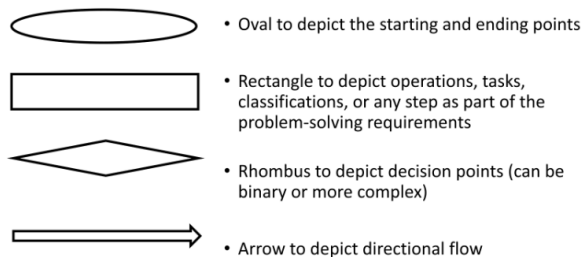 • Oval to depict the starting and ending points
• Rectangle to depict operations, tasks,
classifications, or any step as part of the
problem-solving requirements
• Rhombus to depict decision points (can be
binary or more complex)
• Arrow to depict directional flow